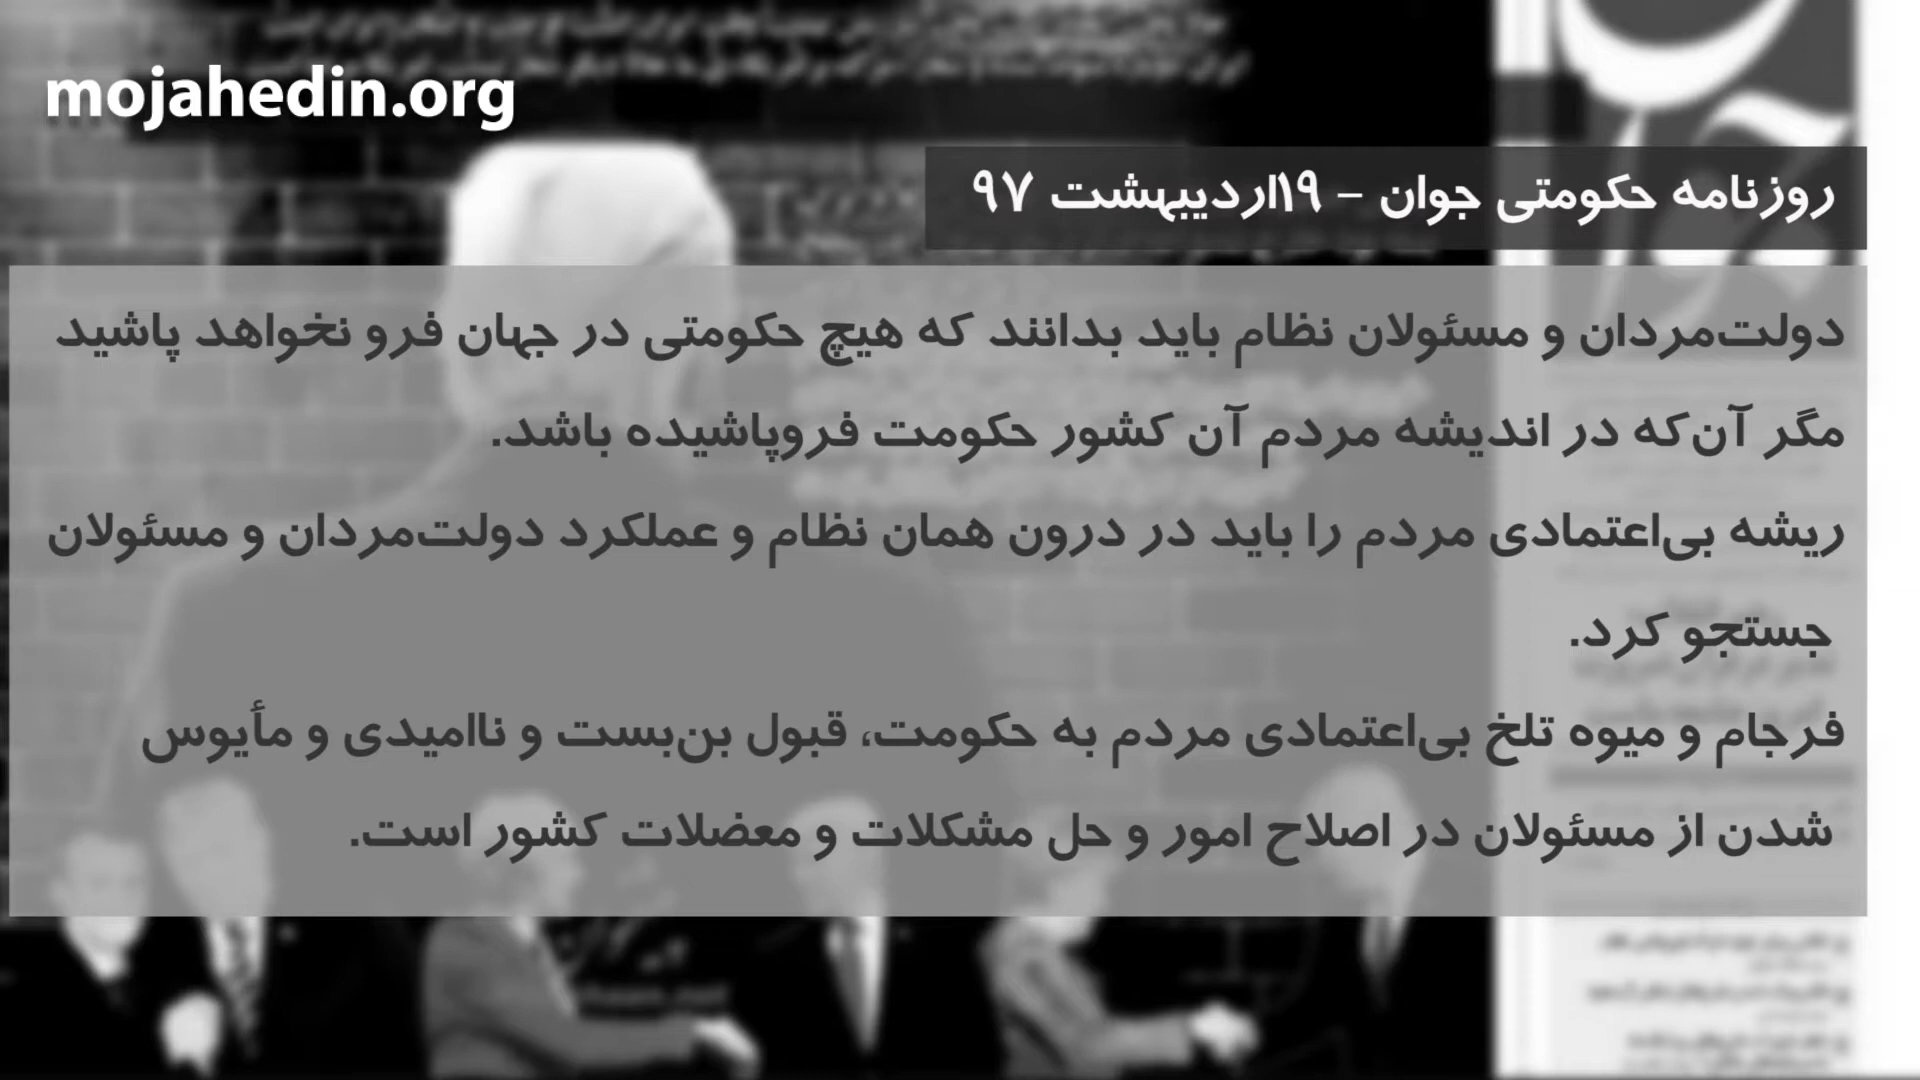 mojahedin.org
روزنامه حکومتی جوان – ۱۹اردیبهشت ۹۷
دولت‌مردان و مسئولان نظام باید بدانند که هیچ حکومتی در جهان فرو نخواهد پاشید
مگر آن‌که در اندیشه مردم آن کشور حکومت فروپاشیده باشد.
ریشه بی‌اعتمادی مردم را باید در درون همان نظام و عملکرد دولت‌مردان و مسئولان
جستجو کرد.
فرجام و میوه تلخ بی‌اعتمادی مردم به حکومت، قبول بن‌بست و ناامیدی و مأیوس
شدن از مسئولان در اصلاح امور و حل مشکلات و معضلات کشور است.